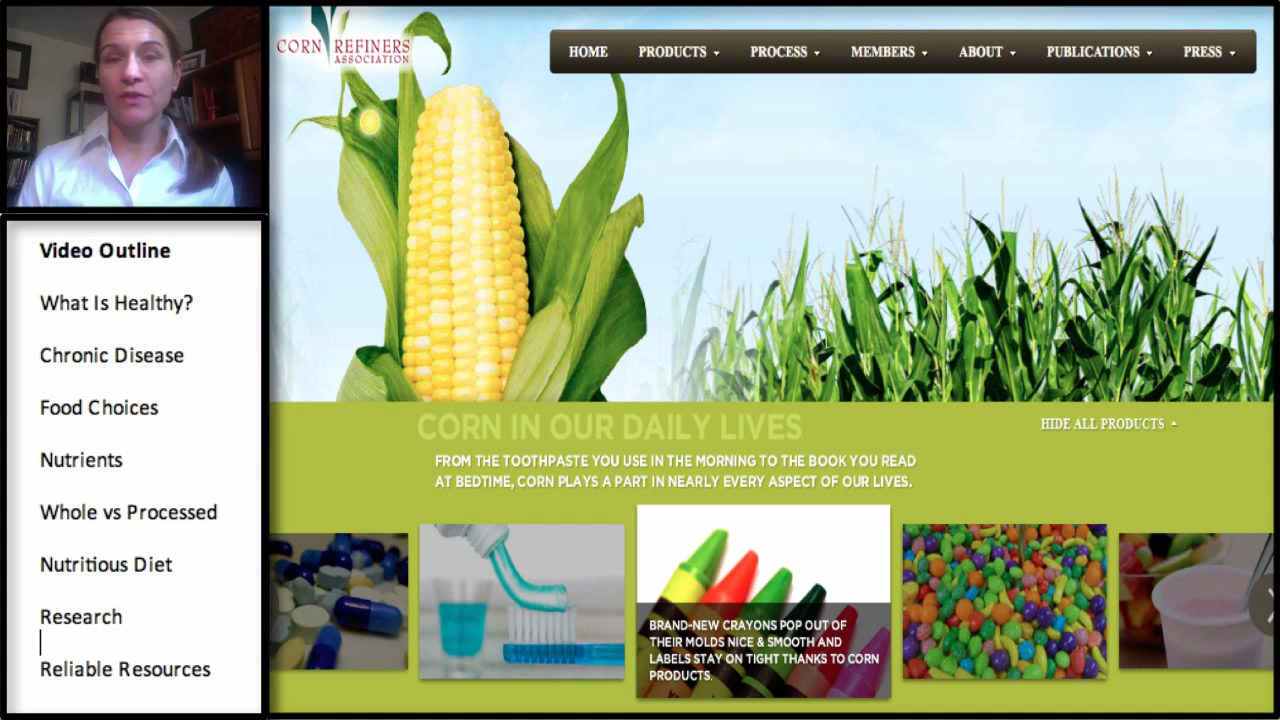 CORN REFINERS
ASSOCIATION
HOME PRODUCTS PROCESS MEMBERS ABOUT PUBLICATIONS PRESS
Video Outline
What Is Healthy?
Chronic Disease
Food Choices
Nutrients
Whole vs Processed
Nutritious Diet
Research
Reliable Resources
CORN IN OUR DAILY LIVES
HIDE ALL PRODUCTS
FROM THE TOOTHPASTE YOU USE IN THE MORNING TO THE BOOK YOU READ
AT BEDTIME, CORN PLAYS A PART IN NEARLY EVERY ASPECT OF OUR LIVES.
BRAND-NEW CRAYONS POP OUT OF
THEIR MOLDS NICE & SMOOTH AND
LABELS STAY ON TIGHT THANKS TO CORN
PRODUCTS.